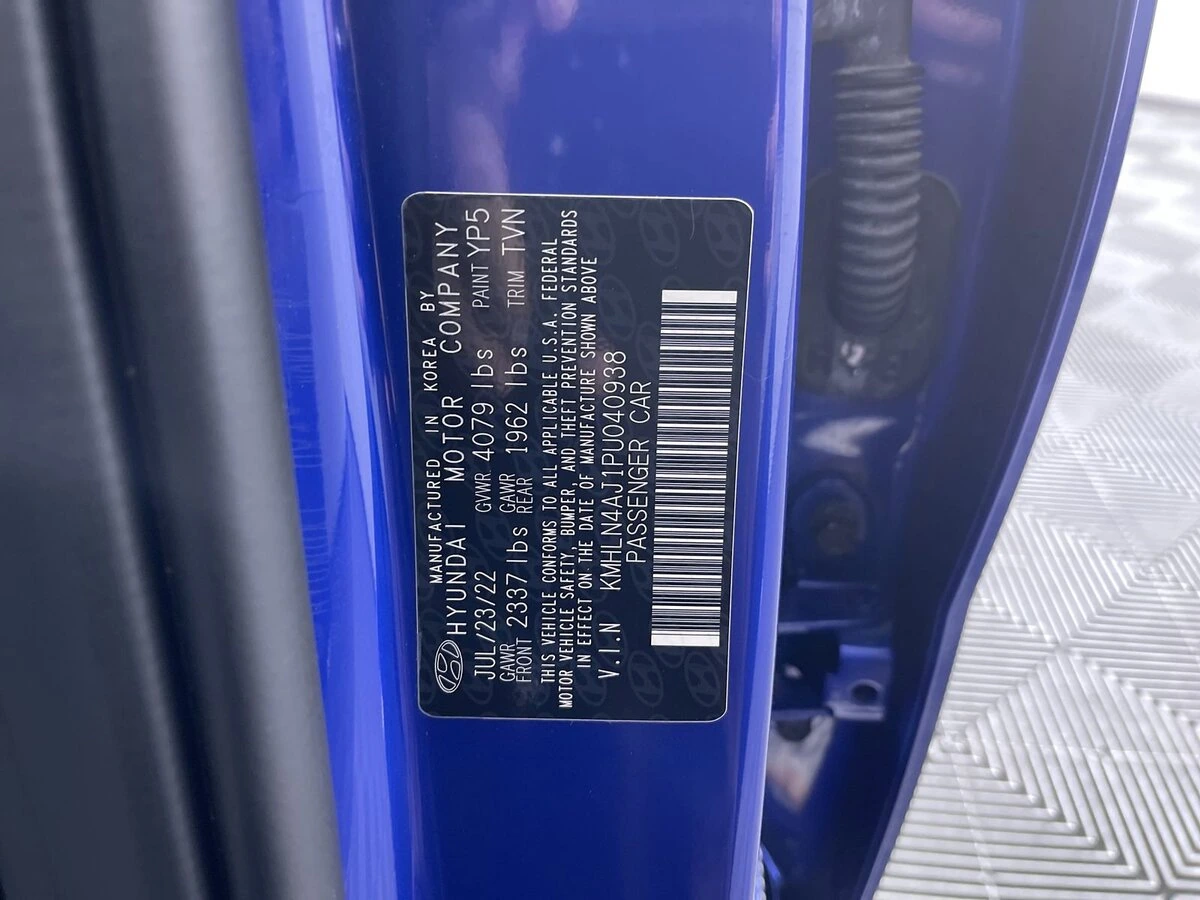 MANUFACTURED IN KOREA BY
HYUNDAI MOTOR COMPANY
JUL/23/22 GVWR 4079 lbs PAINT YP5
GAWR FRONT 2337 lbs GAWR REAR 1962 lbs TRIM TVN
THIS VEHICLE CONFORMS TO ALL APPLICABLE U.S.A. FEDERAL
MOTOR VEHICLE SAFETY, BUMPER, AND THEFT PREVENTION STANDARDS
IN EFFECT ON THE DATE OF MANUFACTURE SHOWN ABOVE
V.I.N KMHLN4AJ1PU040938
PASSENGER CAR